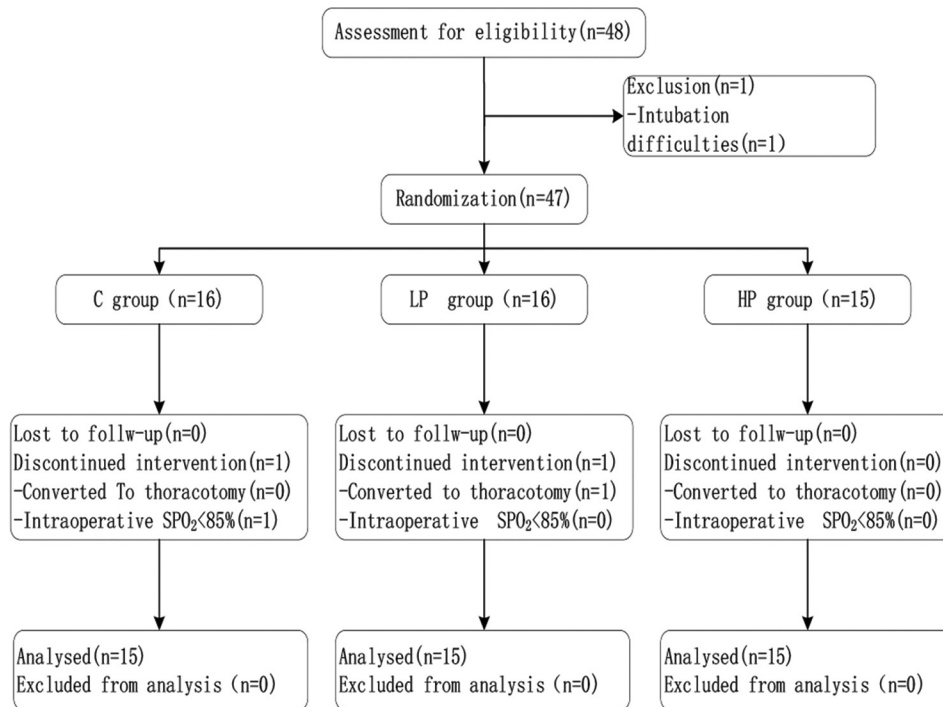 Assessment for eligibility(n=48)
Exclusion(n=1)
-Intubation
difficulties(n=1)
Randomization(n=47)
C group (n=16)
LP group (n=16)
HP group (n=15)
Lost to follw-up(n=0)
Discontinued intervention(n=1)
-Converted To thoracotomy(n=0)
-Intraoperative SPO₂<85%(n=1)
Lost to follw-up(n=0)
Discontinued intervention(n=1)
-Converted to thoracotomy(n=1)
-Intraoperative SPO₂<85%(n=0)
Lost to follw-up(n=0)
Discontinued intervention(n=0)
-Converted to thoracotomy(n=0)
-Intraoperative SPO₂<85%(n=0)
Analysed(n=15)
Excluded from analysis (n=0)
Analysed(n=15)
Excluded from analysis (n=0)
Analysed(n=15)
Excluded from analysis (n=0)